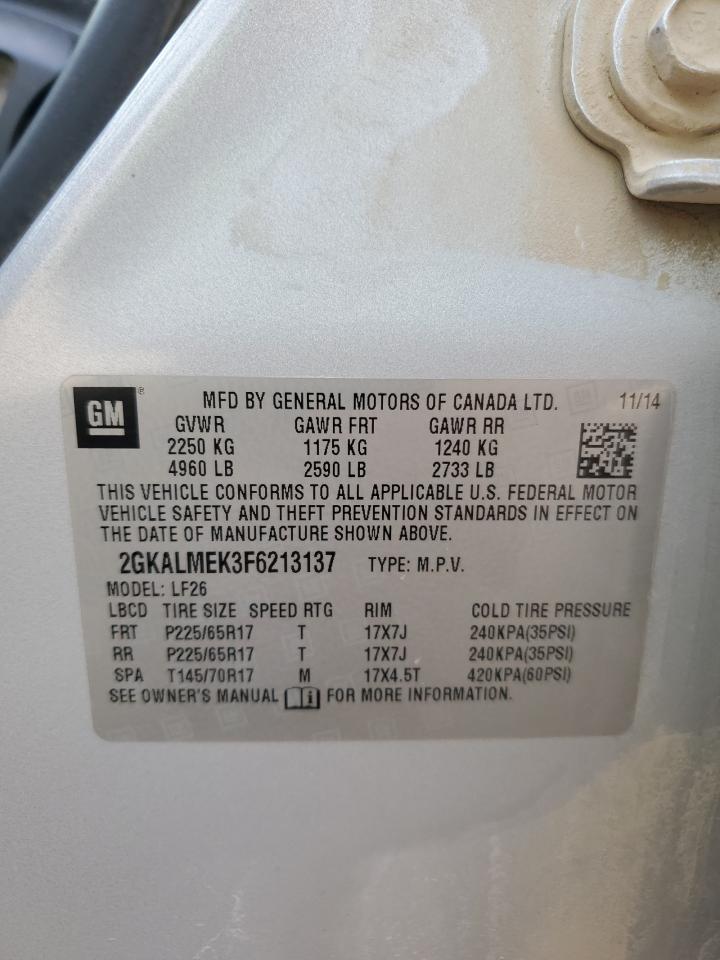 GM ® MFD BY GENERAL MOTORS OF CANADA LTD. 11/14
GVWR GAWR FRT GAWR RR
2250 KG 1175 KG 1240 KG
4960 LB 2590 LB 2733 LB
THIS VEHICLE CONFORMS TO ALL APPLICABLE U.S. FEDERAL MOTOR
VEHICLE SAFETY AND THEFT PREVENTION STANDARDS IN EFFECT ON
THE DATE OF MANUFACTURE SHOWN ABOVE.
2GKALMEK3F6213137 TYPE: M.P.V.
MODEL: LF26
LBCD TIRE SIZE SPEED RTG RIM COLD TIRE PRESSURE
FRT P225/65R17 T 17X7J 240KPA(35PSI)
RR P225/65R17 T 17X7J 240KPA(35PSI)
SPA T145/70R17 M 17X4.5T 420KPA(60PSI)
SEE OWNER'S MANUAL i FOR MORE INFORMATION.